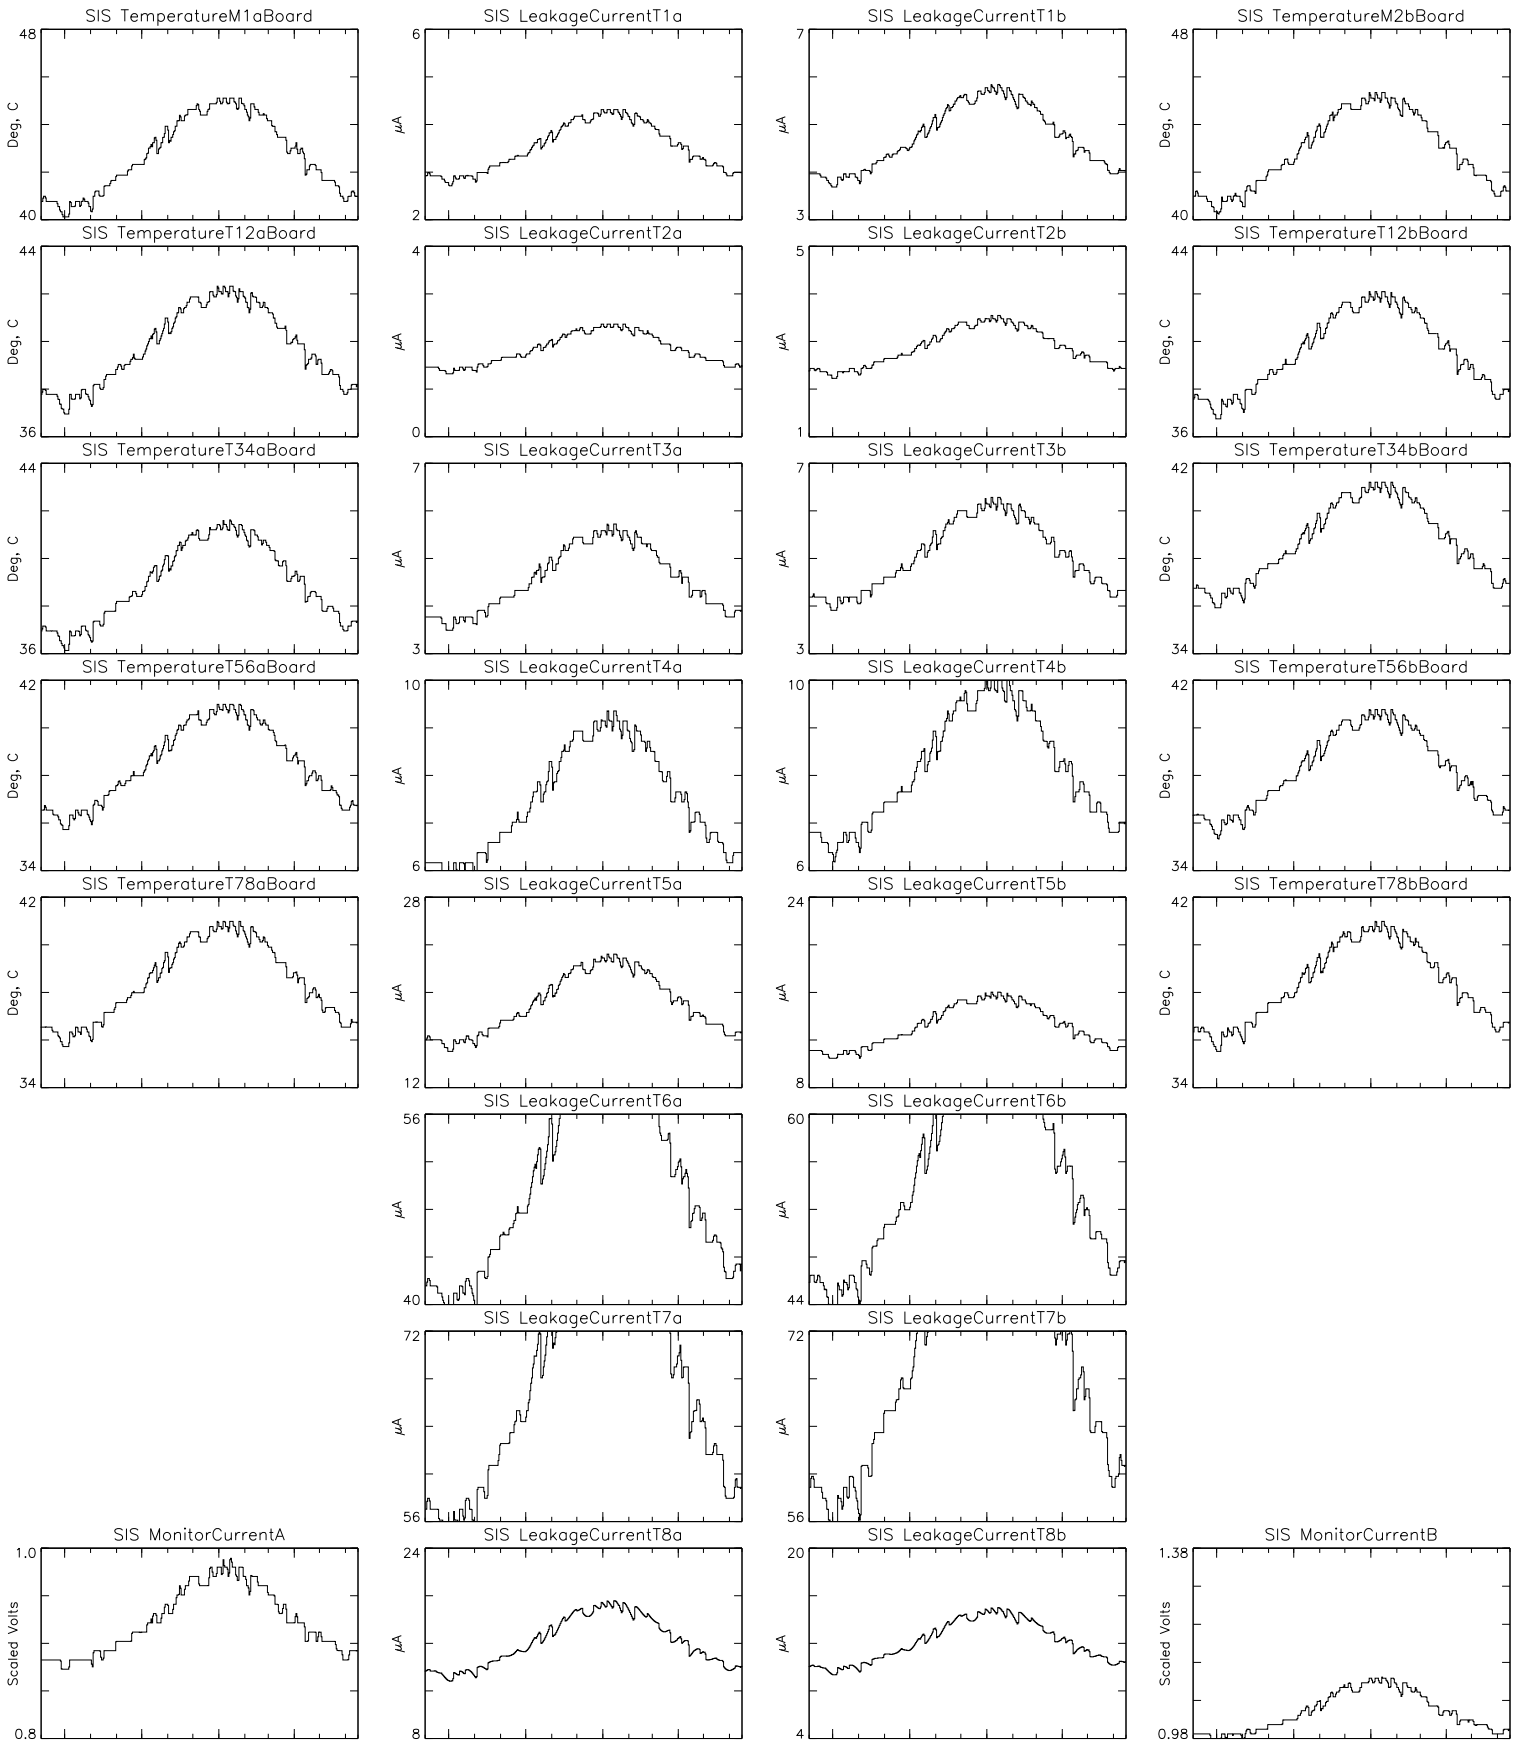 SIS TemperatureM1aBoard SIS LeakageCurrentT1a SIS LeakageCurrentT1b SIS TemperatureM2bBoard
48 6 7 48
Deg, C μA μA Deg, C
40 2 3 40
SIS TemperatureT12aBoard SIS LeakageCurrentT2a SIS LeakageCurrentT2b SIS TemperatureT12bBoard
44 4 5 44
Deg, C μA μA Deg, C
36 0 1 36
SIS TemperatureT34aBoard SIS LeakageCurrentT3a SIS LeakageCurrentT3b SIS TemperatureT34bBoard
44 7 7 42
Deg, C μA μA Deg, C
36 3 3 34
SIS TemperatureT56aBoard SIS LeakageCurrentT4a SIS LeakageCurrentT4b SIS TemperatureT56bBoard
42 10 10 42
Deg, C μA μA Deg, C
34 6 6 34
SIS TemperatureT78aBoard SIS LeakageCurrentT5a SIS LeakageCurrentT5b SIS TemperatureT78bBoard
42 28 24 42
Deg, C μA μA Deg, C
34 12 8 34
SIS LeakageCurrentT6a SIS LeakageCurrentT6b
56 60
μA μA
40 44
SIS LeakageCurrentT7a SIS LeakageCurrentT7b
72 72
μA μA
56 56
SIS MonitorCurrentA SIS LeakageCurrentT8a SIS LeakageCurrentT8b SIS MonitorCurrentB
1.0 24 20 1.38
Scaled Volts μA μA Scaled Volts
0.8 8 4 0.98